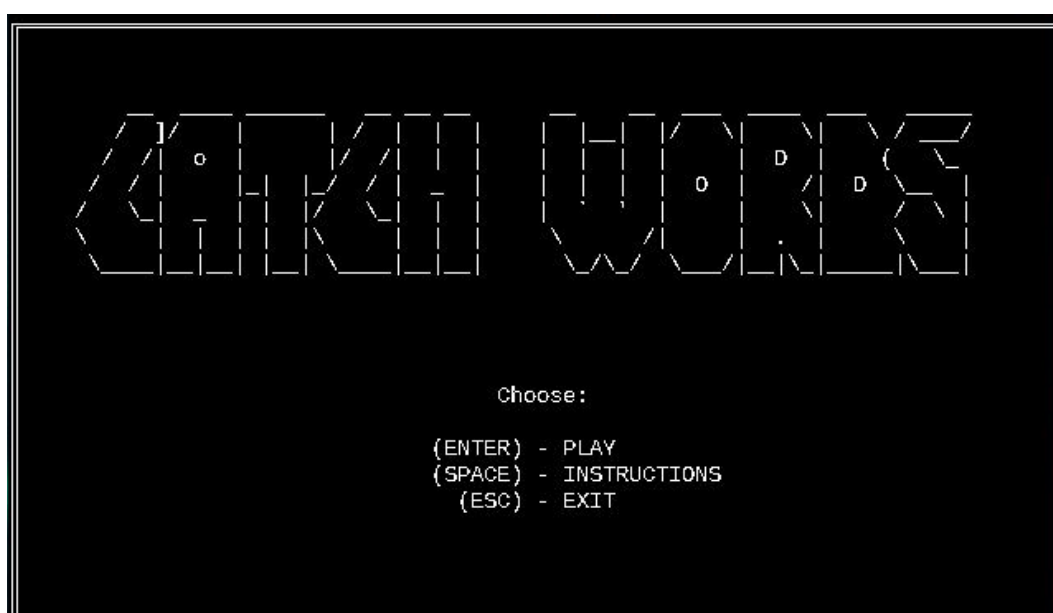 CATCH WORDS
Choose:
(ENTER) - PLAY
(SPACE) - INSTRUCTIONS
(ESC) - EXIT